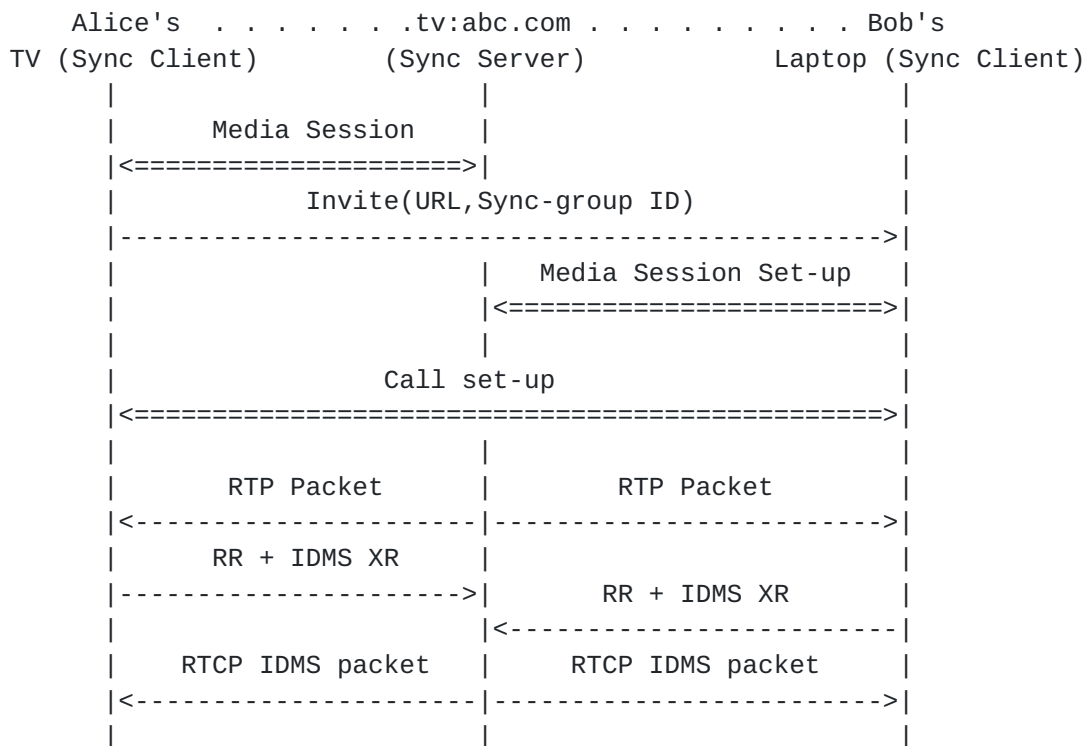 Alice's . . . . . . .tv:abc.com . . . . . . . . . Bob's
TV (Sync Client) (Sync Server) Laptop (Sync Client)
Media Session
Invite(URL,Sync-group ID)
Media Session Set-up
Call set-up
RTP Packet RTP Packet
RR + IDMS XR
RR + IDMS XR
RTCP IDMS packet RTCP IDMS packet